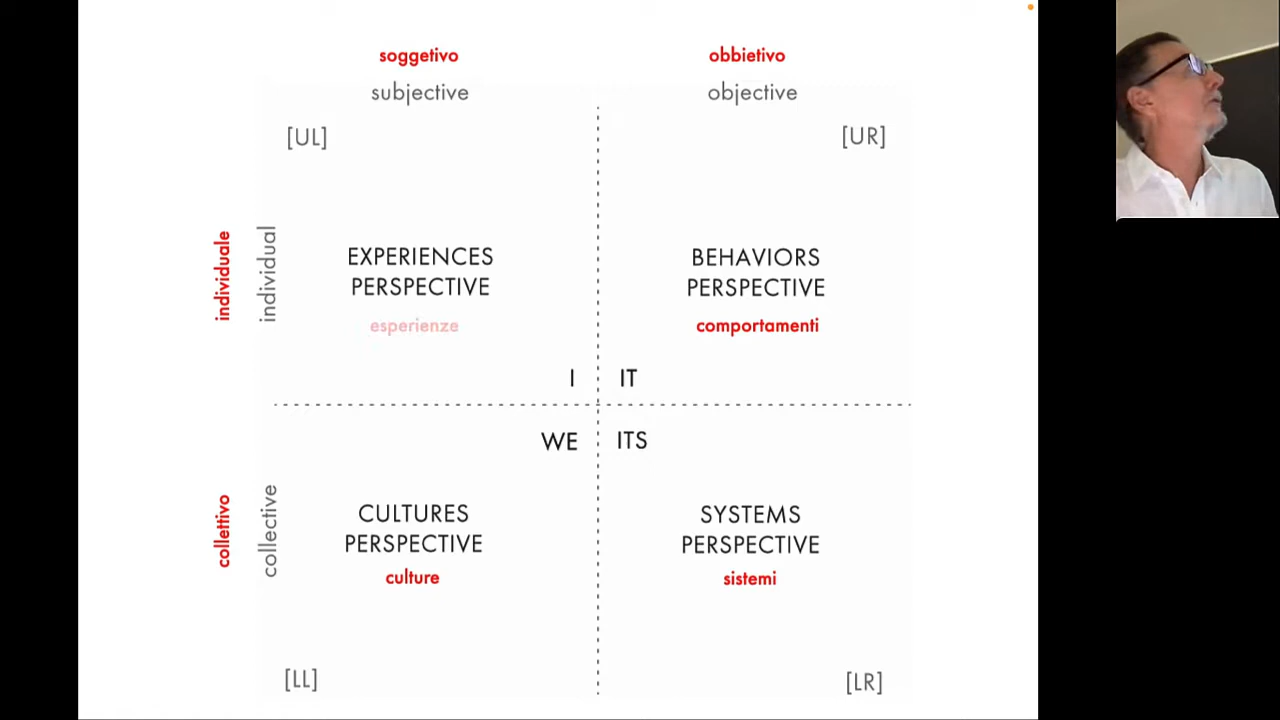 soggetivo
obbietivo
subjective
objective
[UL]
[UR]
individuale
individual
EXPERIENCES
PERSPECTIVE
esperienze
BEHAVIORS
PERSPECTIVE
comportamenti
I
IT
WE
ITS
collettivo
collective
CULTURES
PERSPECTIVE
culture
SYSTEMS
PERSPECTIVE
sistemi
[LL]
[LR]